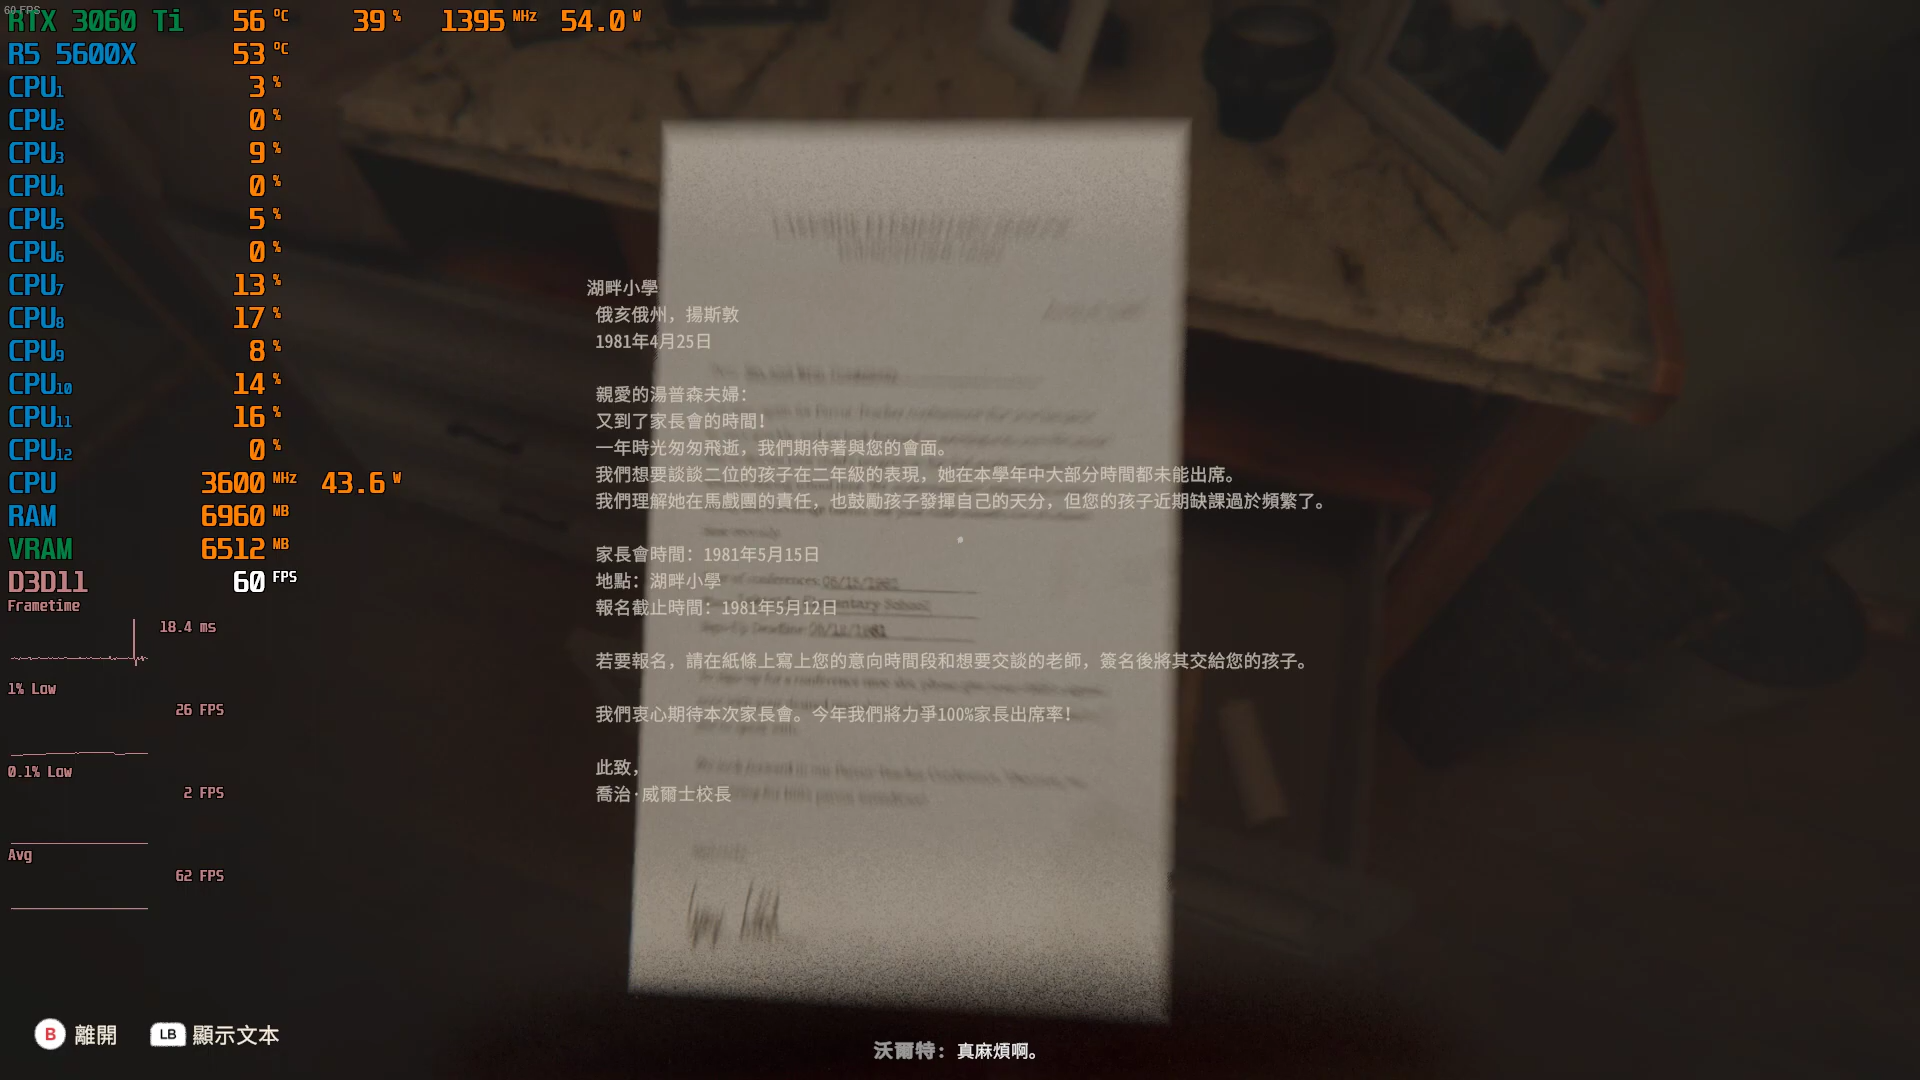 60 FPS
RTX 3060 Ti 56 °C 39 % 1395 MHz 54.0 W
R5 5600X 53 °C
CPU1 3 %
CPU2 0 %
CPU3 9 %
CPU4 0 %
CPU5 5 %
CPU6 0 %
CPU7 13 %
CPU8 17 %
CPU9 8 %
CPU10 14 %
CPU11 16 %
CPU12 0 %
CPU 3600 MHz 43.6 W
RAM 6960 MB
VRAM 6512 MB
D3D11 60 FPS
Frametime
18.4 ms
1% Low
26 FPS
0.1% Low
2 FPS
Avg
62 FPS
湖畔小學
俄亥俄州，揚斯敦
1981年4月25日
親愛的湯普森夫婦：
又到了家長會的時間！
一年時光匆匆飛逝，我們期待著與您的會面。
我們想要談談二位的孩子在二年級的表現，她在本學年中大部分時間都未能出席。
我們理解她在馬戲團的責任，也鼓勵孩子發揮自己的天分，但您的孩子近期缺課過於頻繁了。
家長會時間：1981年5月15日
地點：湖畔小學
報名截止時間：1981年5月12日
若要報名，請在紙條上寫上您的意向時間段和想要交談的老師，簽名後將其交給您的孩子。
我們衷心期待本次家長會。今年我們將力爭100%家長出席率！
此致，
喬治·威爾士校長
B 離開 LB 顯示文本
沃爾特：真麻煩啊。